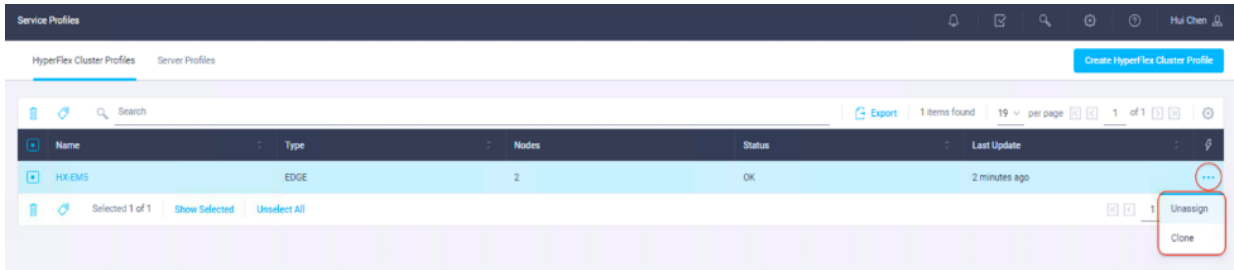 Service Profiles Hui Chen
HyperFlex Cluster Profiles Server Profiles Create HyperFlex Cluster Profile
Search Export 1 items found 19 per page 1 of 1
Name Type Nodes Status Last Update
HX-EM5 EDGE 2 OK 2 minutes ago ...
Selected 1 of 1 Show Selected Unselect All 1 Unassign
Clone